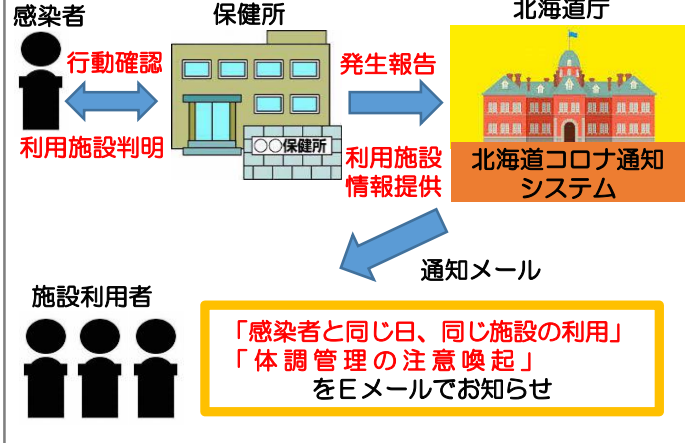 感染者
保健所
北海道庁
行動確認
利用施設判明
○○保健所
発生報告
利用施設
情報提供
北海道コロナ通知
システム
通知メール
施設利用者
「感染者と同じ日、同じ施設の利用」
「体調管理の注意喚起」
をEメールでお知らせ